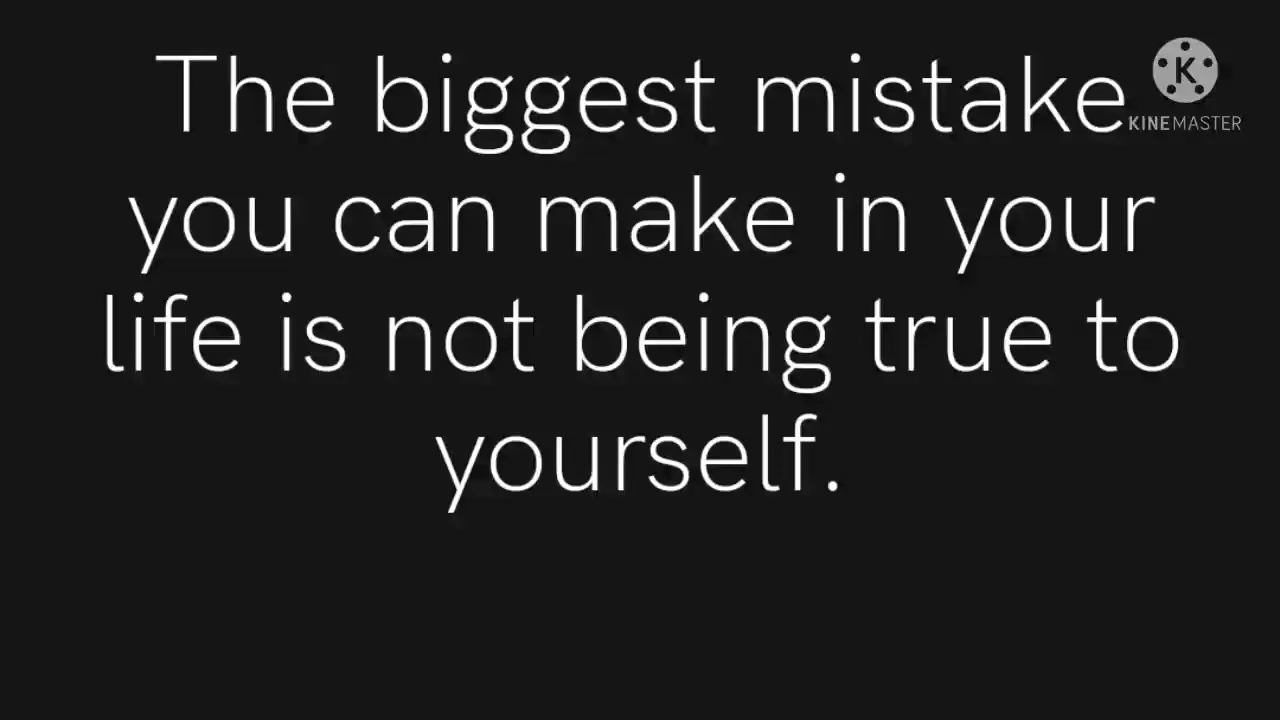 The biggest mistake
you can make in your
life is not being true to
yourself.
K
KINEMASTER